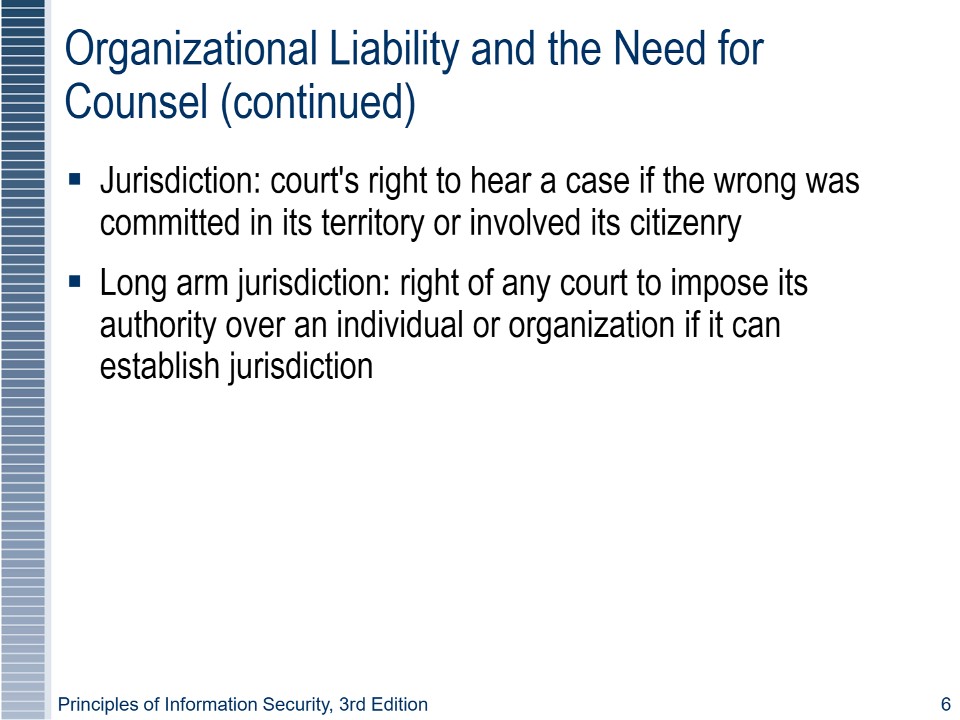 Organizational Liability and the Need for
Counsel (continued)
▪ Jurisdiction: court's right to hear a case if the wrong was
committed in its territory or involved its citizenry
▪ Long arm jurisdiction: right of any court to impose its
authority over an individual or organization if it can
establish jurisdiction
Principles of Information Security, 3rd Edition 6